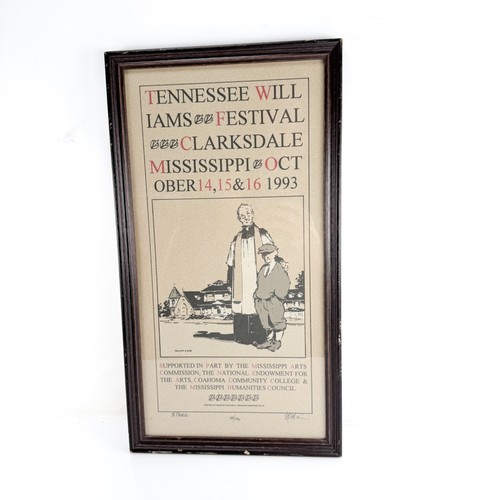 TENNESSEE WILL
IAMS FESTIVAL
CLARKSDALE
MISSISSIPPI OCT
OBER 14, 15 & 16 1993
SUPPORTED IN PART BY THE MISSISSIPPI ARTS
COMMISSION, THE NATIONAL ENDOWMENT FOR
THE ARTS, COAHOMA COMMUNITY COLLEGE &
THE MISSISSIPPI HUMANITIES COUNCIL